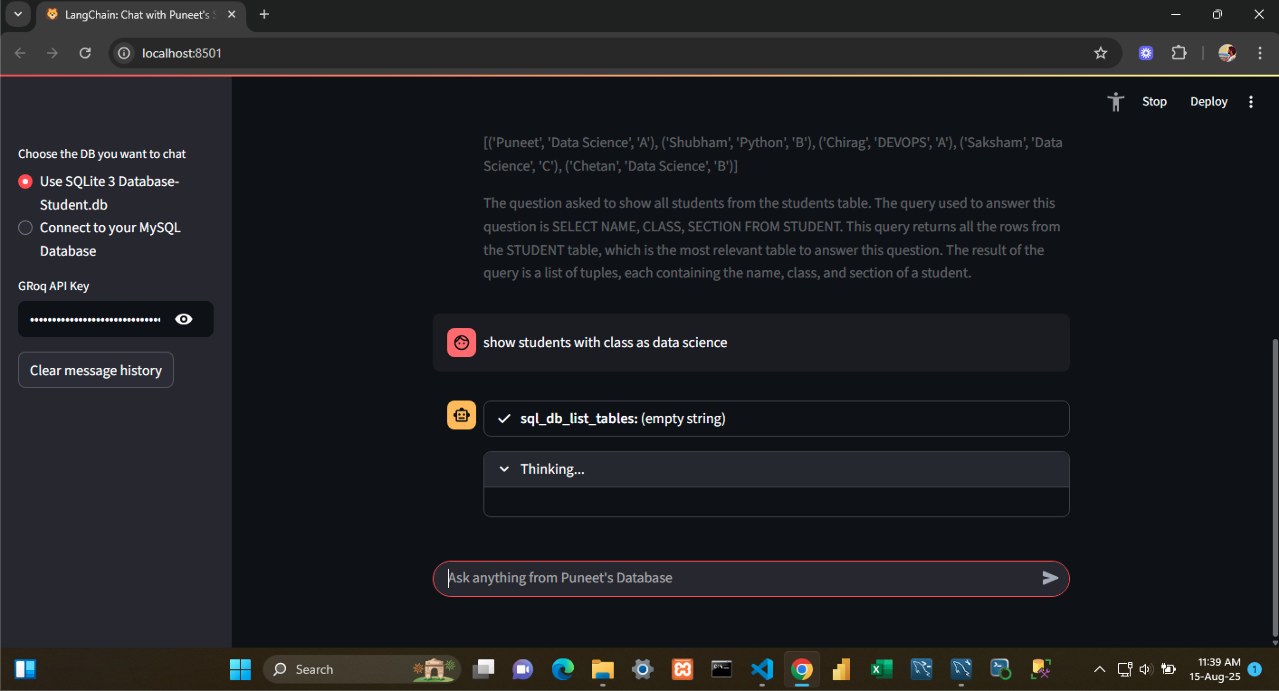 LangChain: Chat with Puneet's S
localhost:8501
Stop
Deploy
Choose the DB you want to chat
Use SQLite 3 Database-
Student.db
Connect to your MySQL
Database
GRoq API Key
Clear message history
[('Puneet', 'Data Science', 'A'), ('Shubham', 'Python', 'B'), ('Chirag', 'DEVOPS', 'A'), ('Saksham', 'Data
Science', 'C'), ('Chetan', 'Data Science', 'B')]
The question asked to show all students from the students table. The query used to answer this
question is SELECT NAME, CLASS, SECTION FROM STUDENT. This query returns all the rows from
the STUDENT table, which is the most relevant table to answer this question. The result of the
query is a list of tuples, each containing the name, class, and section of a student.
show students with class as data science
sql_db_list_tables: (empty string)
Thinking...
Ask anything from Puneet's Database
Search
11:39 AM
15-Aug-25
1